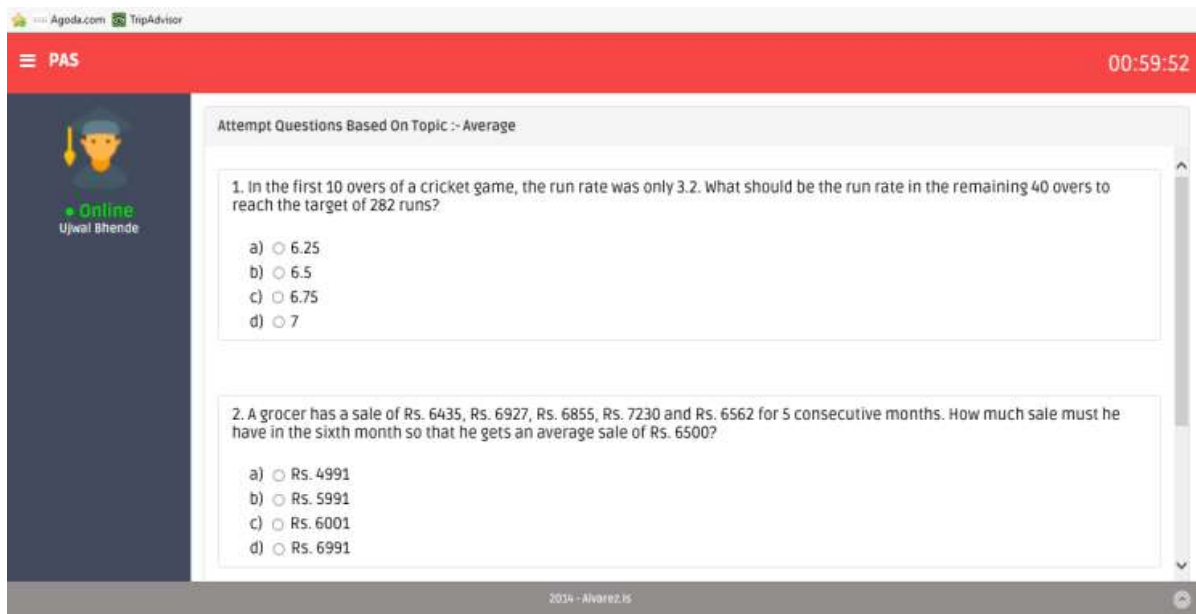 Agoda.com TripAdvisor
PAS
00:59:52
Online
Ujwal Bhende
Attempt Questions Based On Topic :- Average
1. In the first 10 overs of a cricket game, the run rate was only 3.2. What should be the run rate in the remaining 40 overs to
reach the target of 282 runs?
a) 6.25
b) 6.5
c) 6.75
d) 7
2. A grocer has a sale of Rs. 6435, Rs. 6927, Rs. 6855, Rs. 7230 and Rs. 6562 for 5 consecutive months. How much sale must he
have in the sixth month so that he gets an average sale of Rs. 6500?
a) Rs. 4991
b) Rs. 5991
c) Rs. 6001
d) Rs. 6991
2014 - Alvarez.is